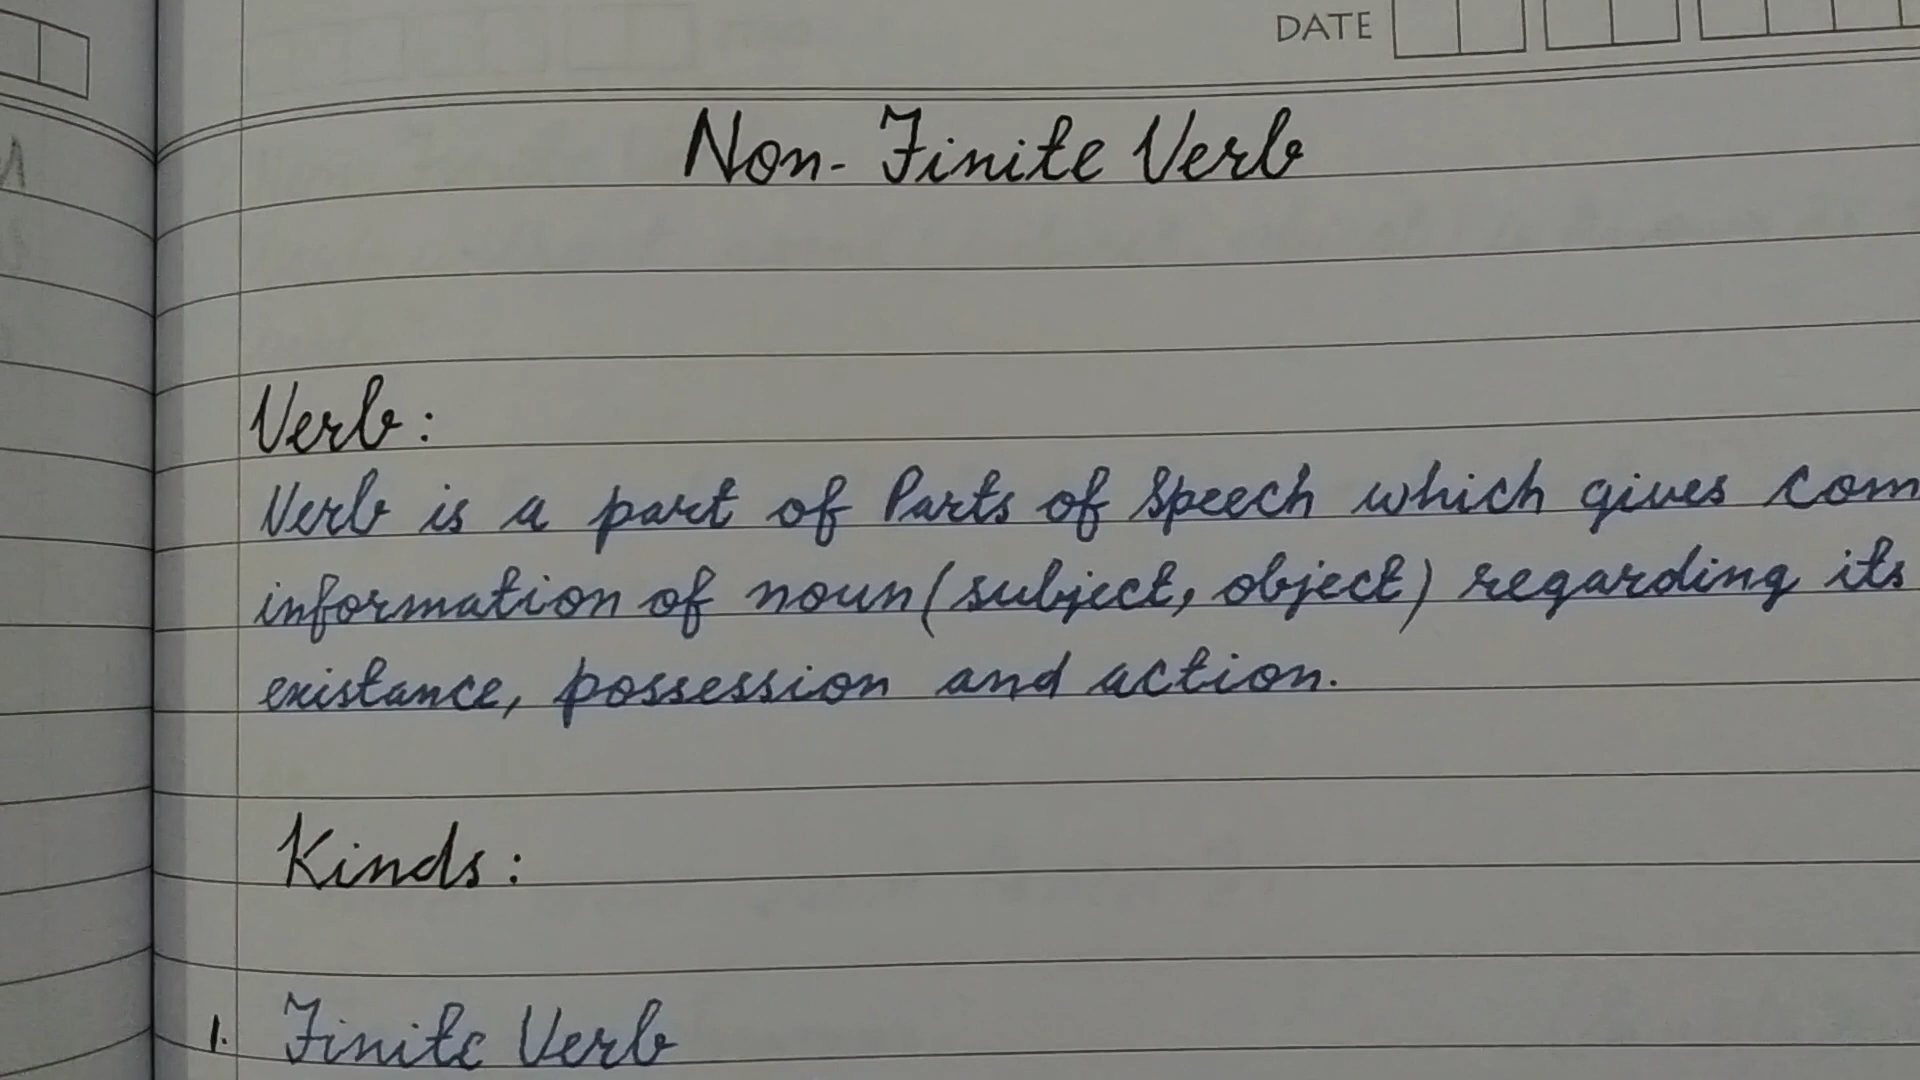 DATE
Non-Finite Verb
Verb:
Verb is a part of Parts of Speech which gives com
information of noun (subject, object) regarding its
existance, possession and action.
Kinds:
1. Finite Verb